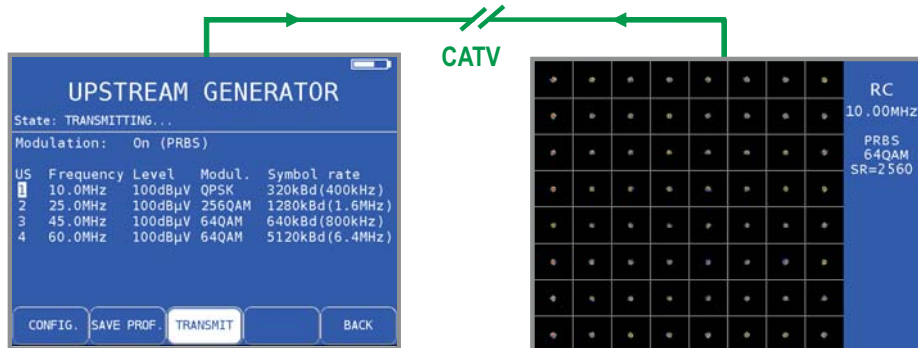 CATV
UPSTREAM GENERATOR
State: TRANSMITTING...
Modulation: On (PRBS)
US Frequency Level Modul. Symbol rate
1 10.0MHz 100dBµV QPSK 320kBd(400kHz)
2 25.0MHz 100dBµV 256QAM 1280kBd(1.6MHz)
3 45.0MHz 100dBµV 64QAM 640kBd(800kHz)
4 60.0MHz 100dBµV 64QAM 5120kBd(6.4MHz)
CONFIG. SAVE PROF. TRANSMIT BACK
RC
10.00MHz
PRBS
64QAM
SR=2560